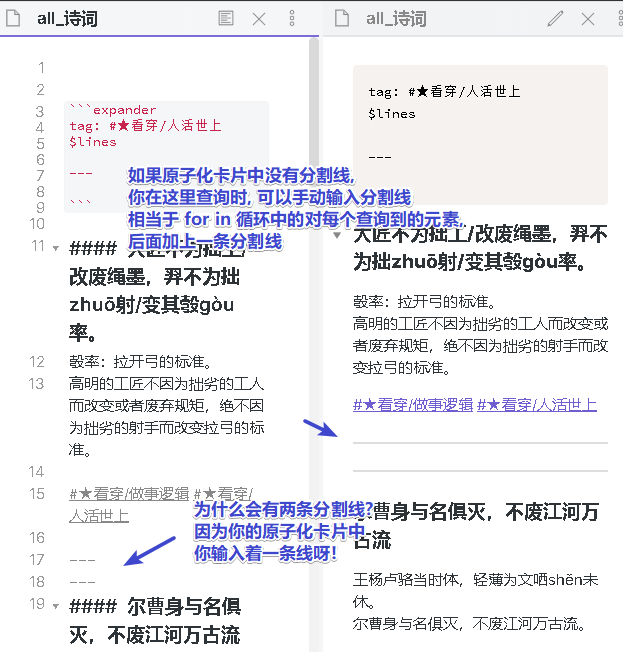 all_诗词
1
2
3 ```expander
4 tag: #★看穿/人活世上
5 $lines
6
7 ---
8
9 ```
10
如果原子化卡片中没有分割线,
你在这里查询时, 可以手动输入分割线
相当于 for in 循环中的对每个查询到的元素,
后面加上一条分割线
11 #### 大匠不为拙工/
改废绳墨，羿不为拙
zhuō射/变其彀gòu
率。
12 彀率：拉开弓的标准。
13 高明的工匠不因为拙劣的工人
而改变或者废弃规矩，绝不因
为拙劣的射手而改变拉弓的标
准。
14
15 #★看穿/做事逻辑 #★看穿/
人活世上
16
17 ---
18 ---
为什么会有两条分割线?
因为你的原子化卡片中,
你输入着一条线呀!
19 #### 尔曹身与名俱
灭，不废江河万古流
all_诗词
tag: #★看穿/人活世上
$lines
---
大匠不为拙工/改废绳墨，羿不
为拙zhuō射/变其彀gòu率。
彀率：拉开弓的标准。
高明的工匠不因为拙劣的工人而改变或
者废弃规矩，绝不因为拙劣的射手而改
变拉弓的标准。
#★看穿/做事逻辑 #★看穿/人活世上
尔曹身与名俱灭，不废江河万
古流
王杨卢骆当时体，轻薄为文哂shěn未
休。
尔曹身与名俱灭，不废江河万古流。